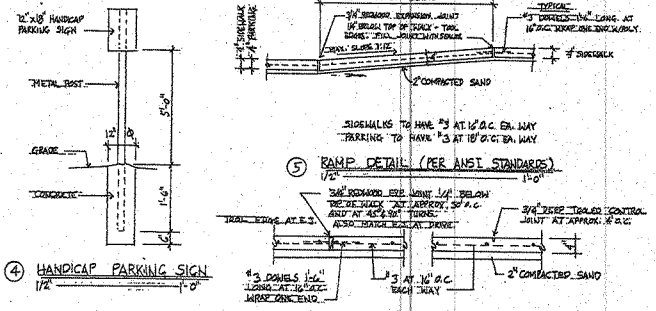 12"x18" HANDICAP
PARKING SIGN
METAL POST
5'-0"
12" Ø
GRADE
CONCRETE
1'-6"
6"
4 HANDICAP PARKING SIGN
1/2" 1'-0"
4" SIDEWALK
4" PARKING
3/4" REDWOOD EXPANSION JOINT
1/4" BELOW TOP OF WALK - TOOL
EDGES. FILL JOINT WITH SEALER
MAX. SLOPE 1:12
TYPICAL
#3 DOWELS 1'-6" LONG AT
16" O.C. WRAP ONE END W/POLY.
4" SIDEWALK
2" COMPACTED SAND
SIDEWALKS TO HAVE #3 AT 16" O.C. EA. WAY
PARKING TO HAVE #3 AT 18" O.C. EA. WAY
5 RAMP DETAIL (PER ANSI STANDARDS)
1/2" 1'-0"
3/4" REDWOOD EXP. JOINT 1/4" BELOW
TOP OF WALK AT APPROX. 30' O.C.
AND AT 45° & 90° TURNS.
ALSO MATCH E.J. AT DRIVE
TOOL EDGE AT E.J.
3/4" DEEP TOOLED CONTROL
JOINT AT APPROX. O.C.
4"
#3 DOWELS 1'-6"
LONG AT 16" O.C.
WRAP ONE END
#3 AT 16" O.C.
EACH WAY
2" COMPACTED SAND